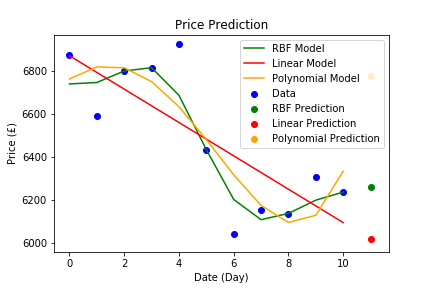 Price Prediction
Price (£)
6800
6600
6400
6200
6000
RBF Model
Linear Model
Polynomial Model
Data
RBF Prediction
Linear Prediction
Polynomial Prediction
0 2 4 6 8 10
Date (Day)